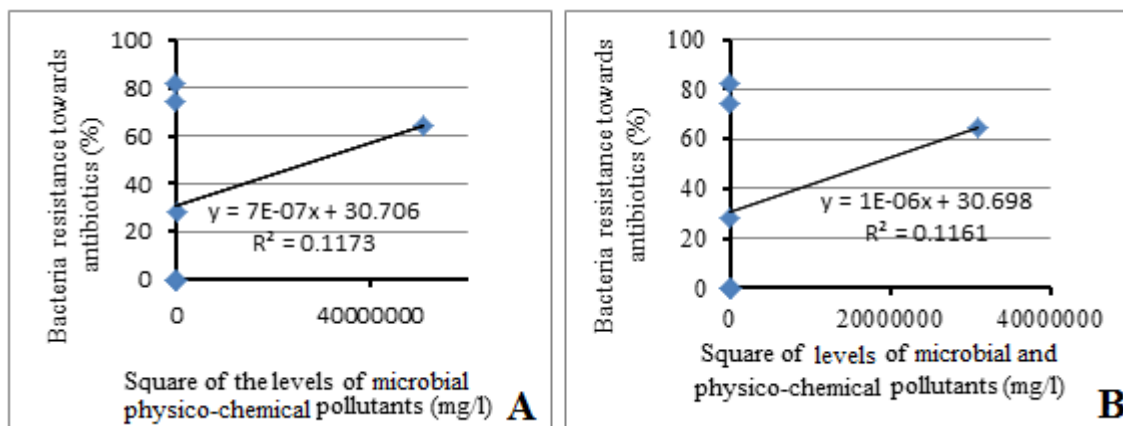 Bacteria resistance towards
antibiotics (%)
100
80
60
40
20
0
y = 7E-07x + 30.706
R² = 0.1173
0
40000000
Square of the levels of microbial
physico-chemical pollutants (mg/l)
A
Bacteria resistance towards
antibiotics (%)
100
80
60
40
20
0
y = 1E-06x + 30.698
R² = 0.1161
0
20000000
40000000
Square of levels of microbial and
physico-chemical pollutants (mg/l)
B